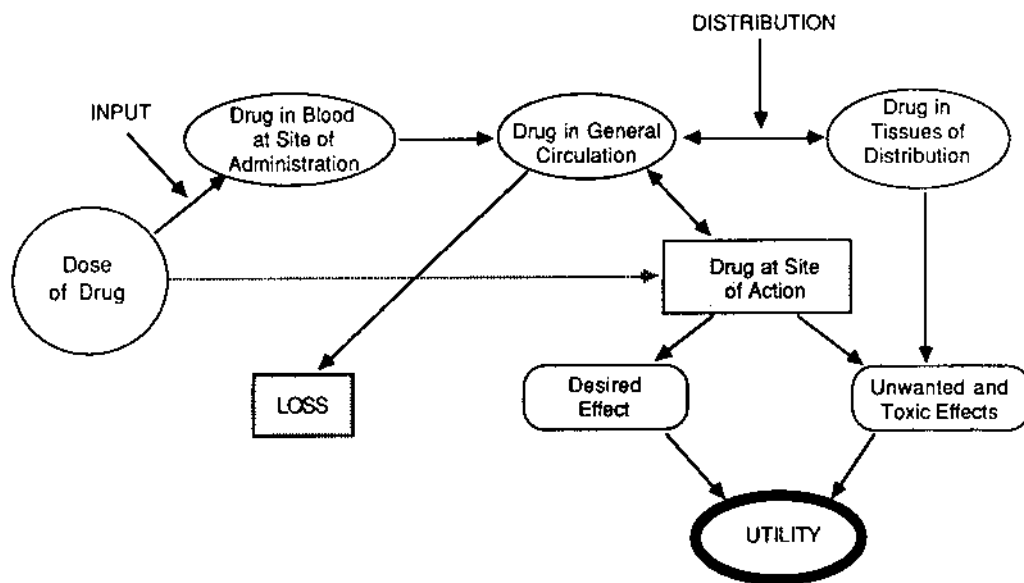 DISTRIBUTION
INPUT
Drug in Blood
at Site of
Administration
Drug in General
Circulation
Drug in
Tissues of
Distribution
Dose
of Drug
Drug at Site
of Action
LOSS
Desired
Effect
Unwanted and
Toxic Effects
UTILITY